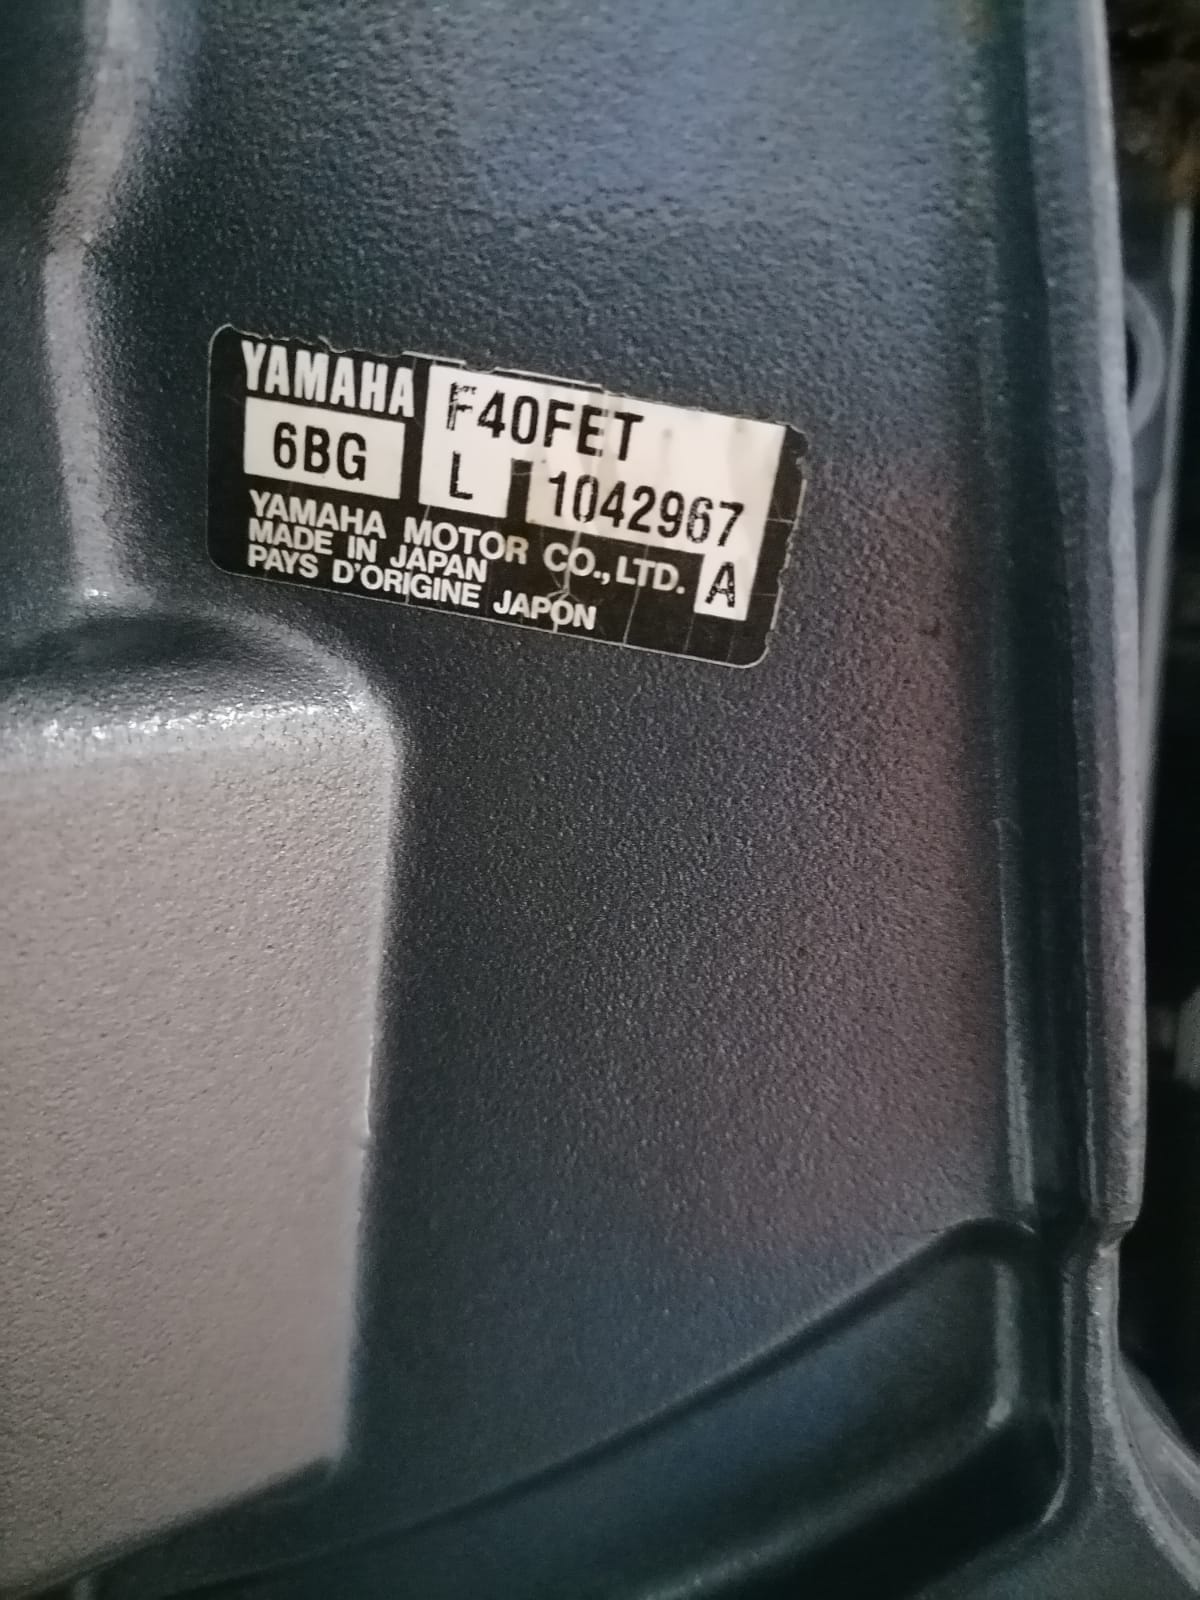 YAMAHA F40FET
6BG L 1042967
YAMAHA MOTOR CO., LTD. A
MADE IN JAPAN
PAYS D'ORIGINE JAPON